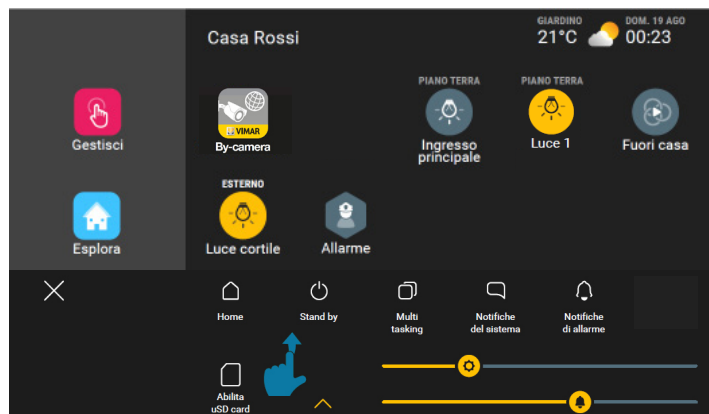 Casa Rossi
GIARDINO
21°C
DOM. 19 AGO
00:23
Gestisci
VIMAR
By-camera
PIANO TERRA
Ingresso
principale
PIANO TERRA
Luce 1
Fuori casa
Esplora
ESTERNO
Luce cortile
Allarme
Home
Stand by
Multi
tasking
Notifiche
del sistema
Notifiche
di allarme
Abilita
uSD card